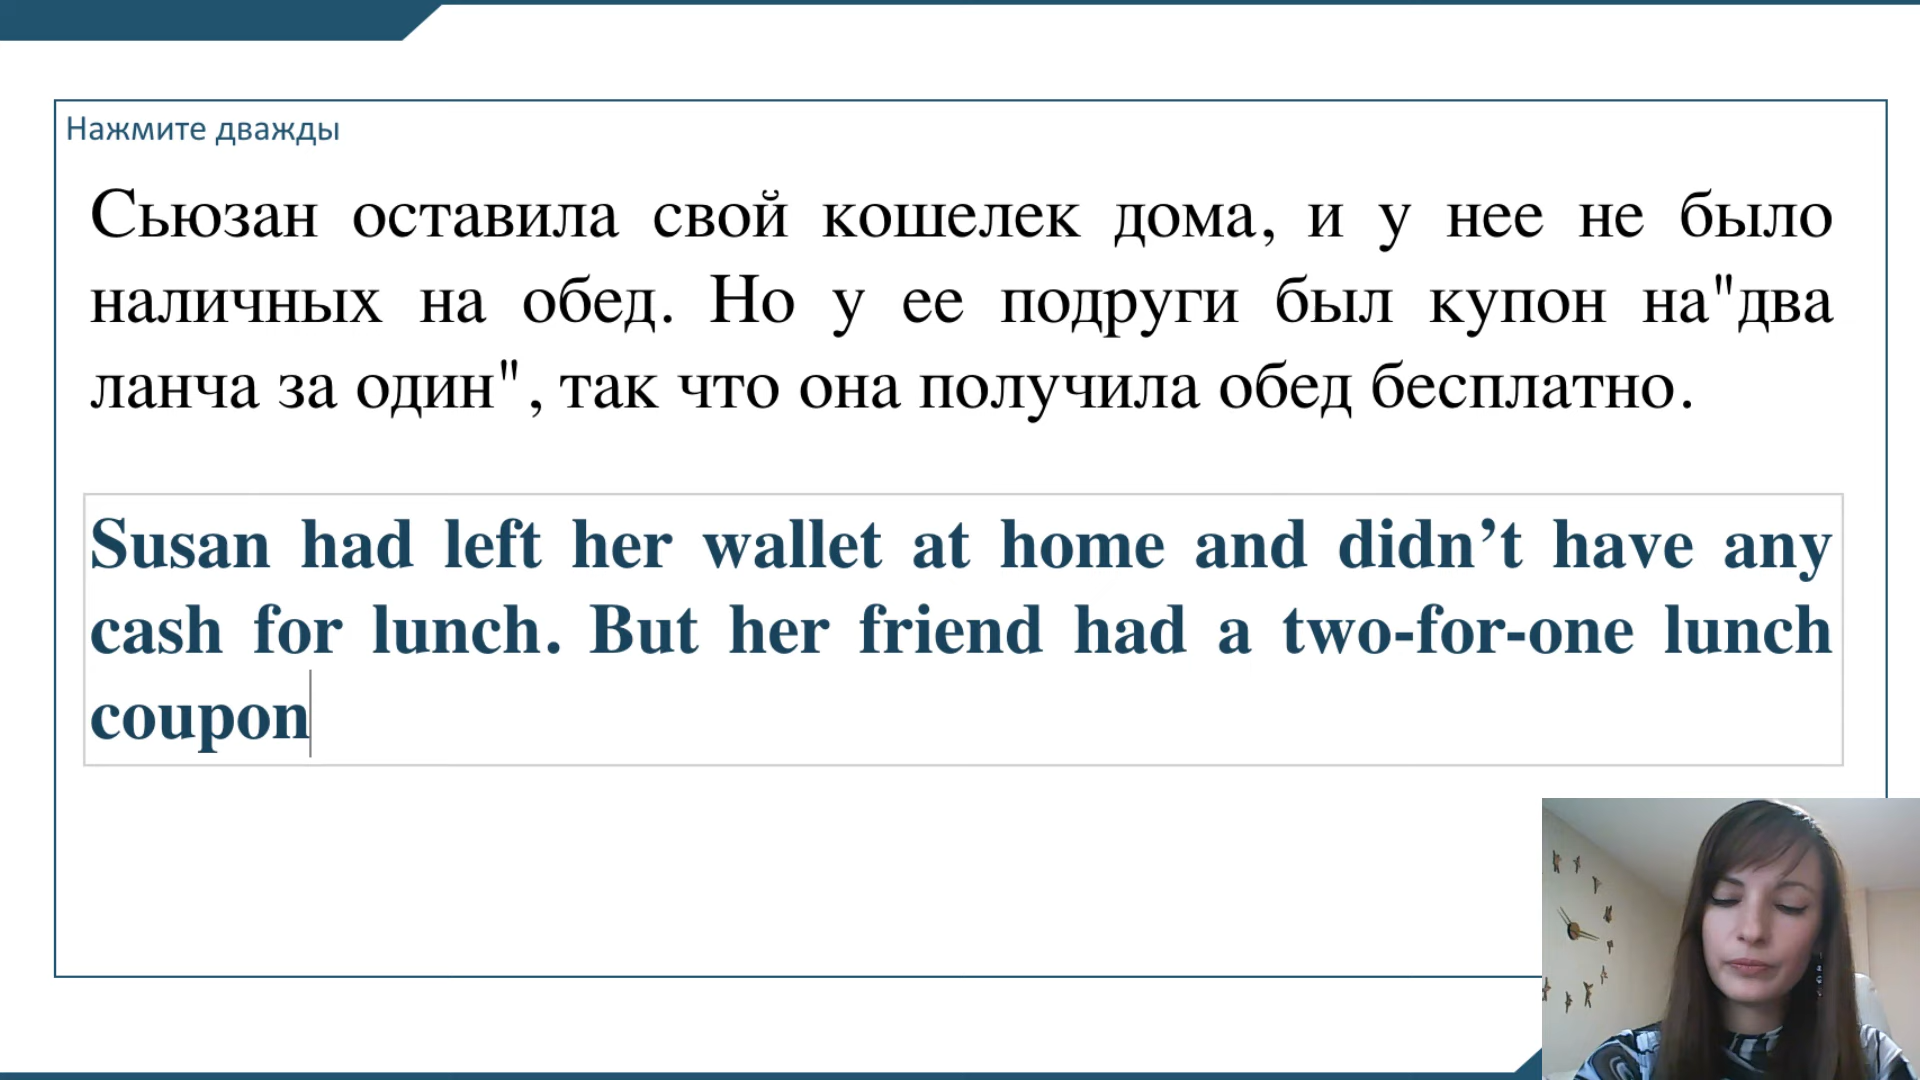 Нажмите дважды
Сьюзан оставила свой кошелек дома, и у нее не было
наличных на обед. Но у ее подруги был купон на"два
ланча за один", так что она получила обед бесплатно.
Susan had left her wallet at home and didn’t have any
cash for lunch. But her friend had a two-for-one lunch
coupon